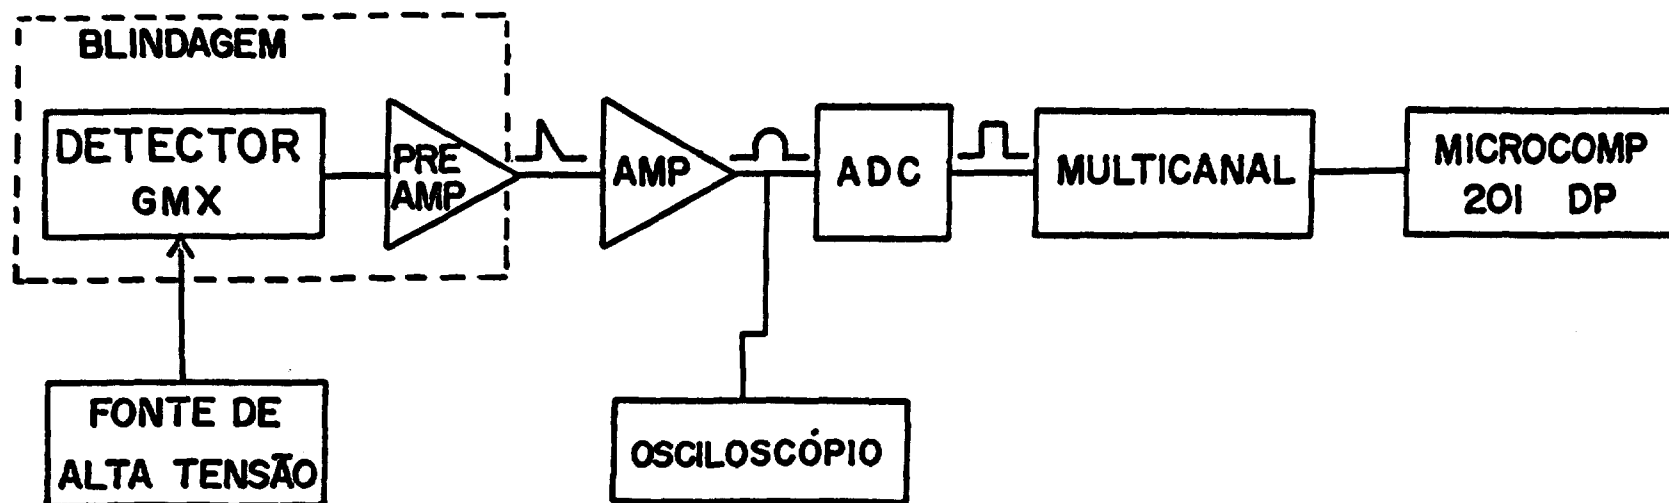 BLINDAGEM
DETECTOR
GMX
PRE
AMP
AMP
ADC
MULTICANAL
MICROCOMP
201 DP
FONTE DE
ALTA TENSÃO
OSCILOSCÓPIO